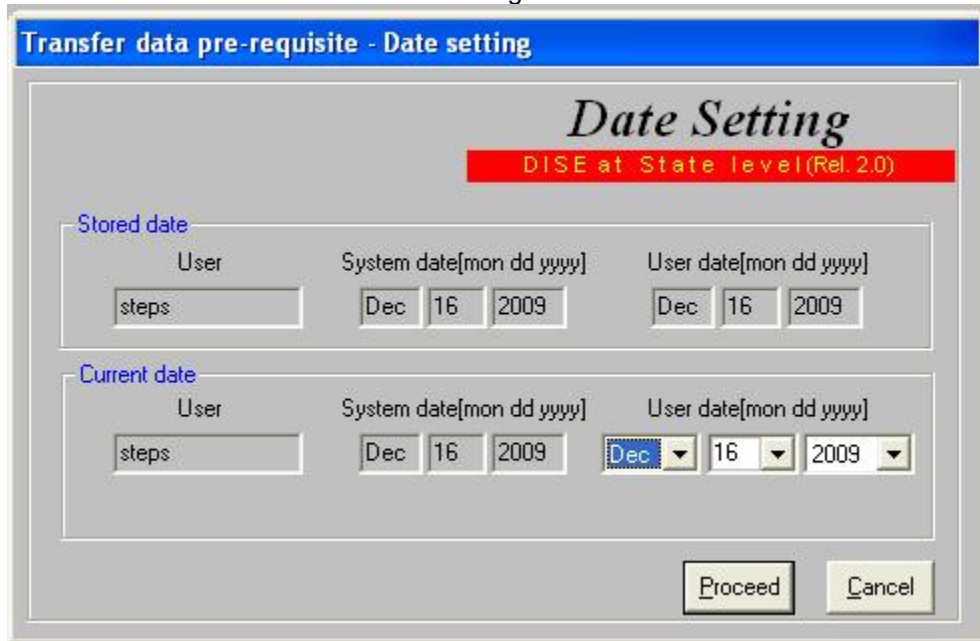 Transfer data pre-requisite - Date setting
Date Setting
DISE at State level(Rel. 2.0)
Stored date
User System date[mon dd yyyy] User date[mon dd yyyy]
steps Dec 16 2009 Dec 16 2009
Current date
User System date[mon dd yyyy] User date[mon dd yyyy]
steps Dec 16 2009 Dec 16 2009
Proceed Cancel